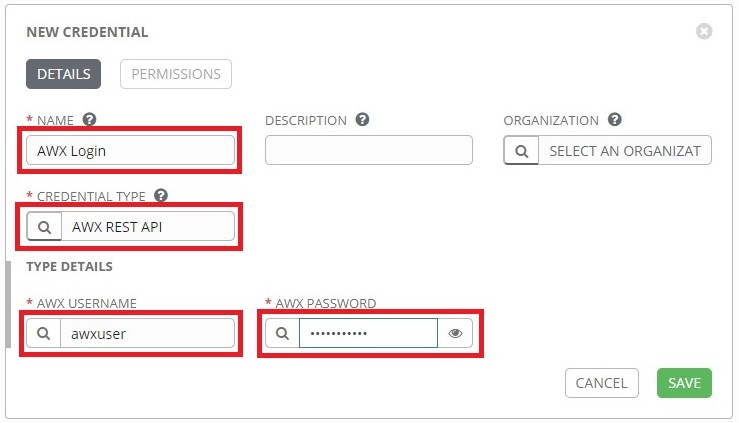 NEW CREDENTIAL
DETAILS PERMISSIONS
* NAME ? DESCRIPTION ? ORGANIZATION ?
AWX Login SELECT AN ORGANIZAT
* CREDENTIAL TYPE ?
AWX REST API
TYPE DETAILS
* AWX USERNAME * AWX PASSWORD
awxuser •••••••••••
CANCEL SAVE